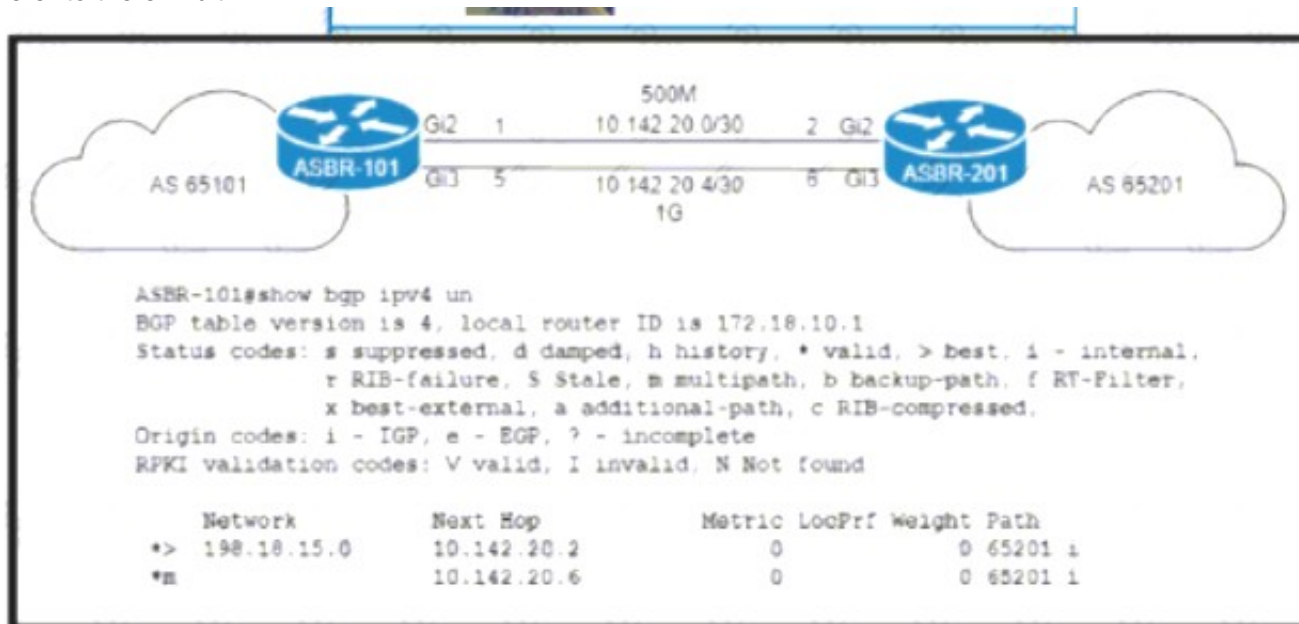 500M
Gi2 1 10.142.20.0/30 2 Gi2
ASBR-101 ASBR-201
AS 65101 Gi3 5 10.142.20.4/30 6 Gi3 AS 65201
1G
ASBR-101#show bgp ipv4 un
BGP table version is 4, local router ID is 172.18.10.1
Status codes: s suppressed, d damped, h history, * valid, > best, i - internal,
r RIB-failure, S Stale, m multipath, b backup-path, f RT-Filter,
x best-external, a additional-path, c RIB-compressed,
Origin codes: i - IGP, e - EGP, ? - incomplete
RPKI validation codes: V valid, I invalid, N Not found
Network Next Hop Metric LocPrf Weight Path
*> 198.18.15.0 10.142.20.2 0 0 65201 i
*m 10.142.20.6 0 0 65201 i